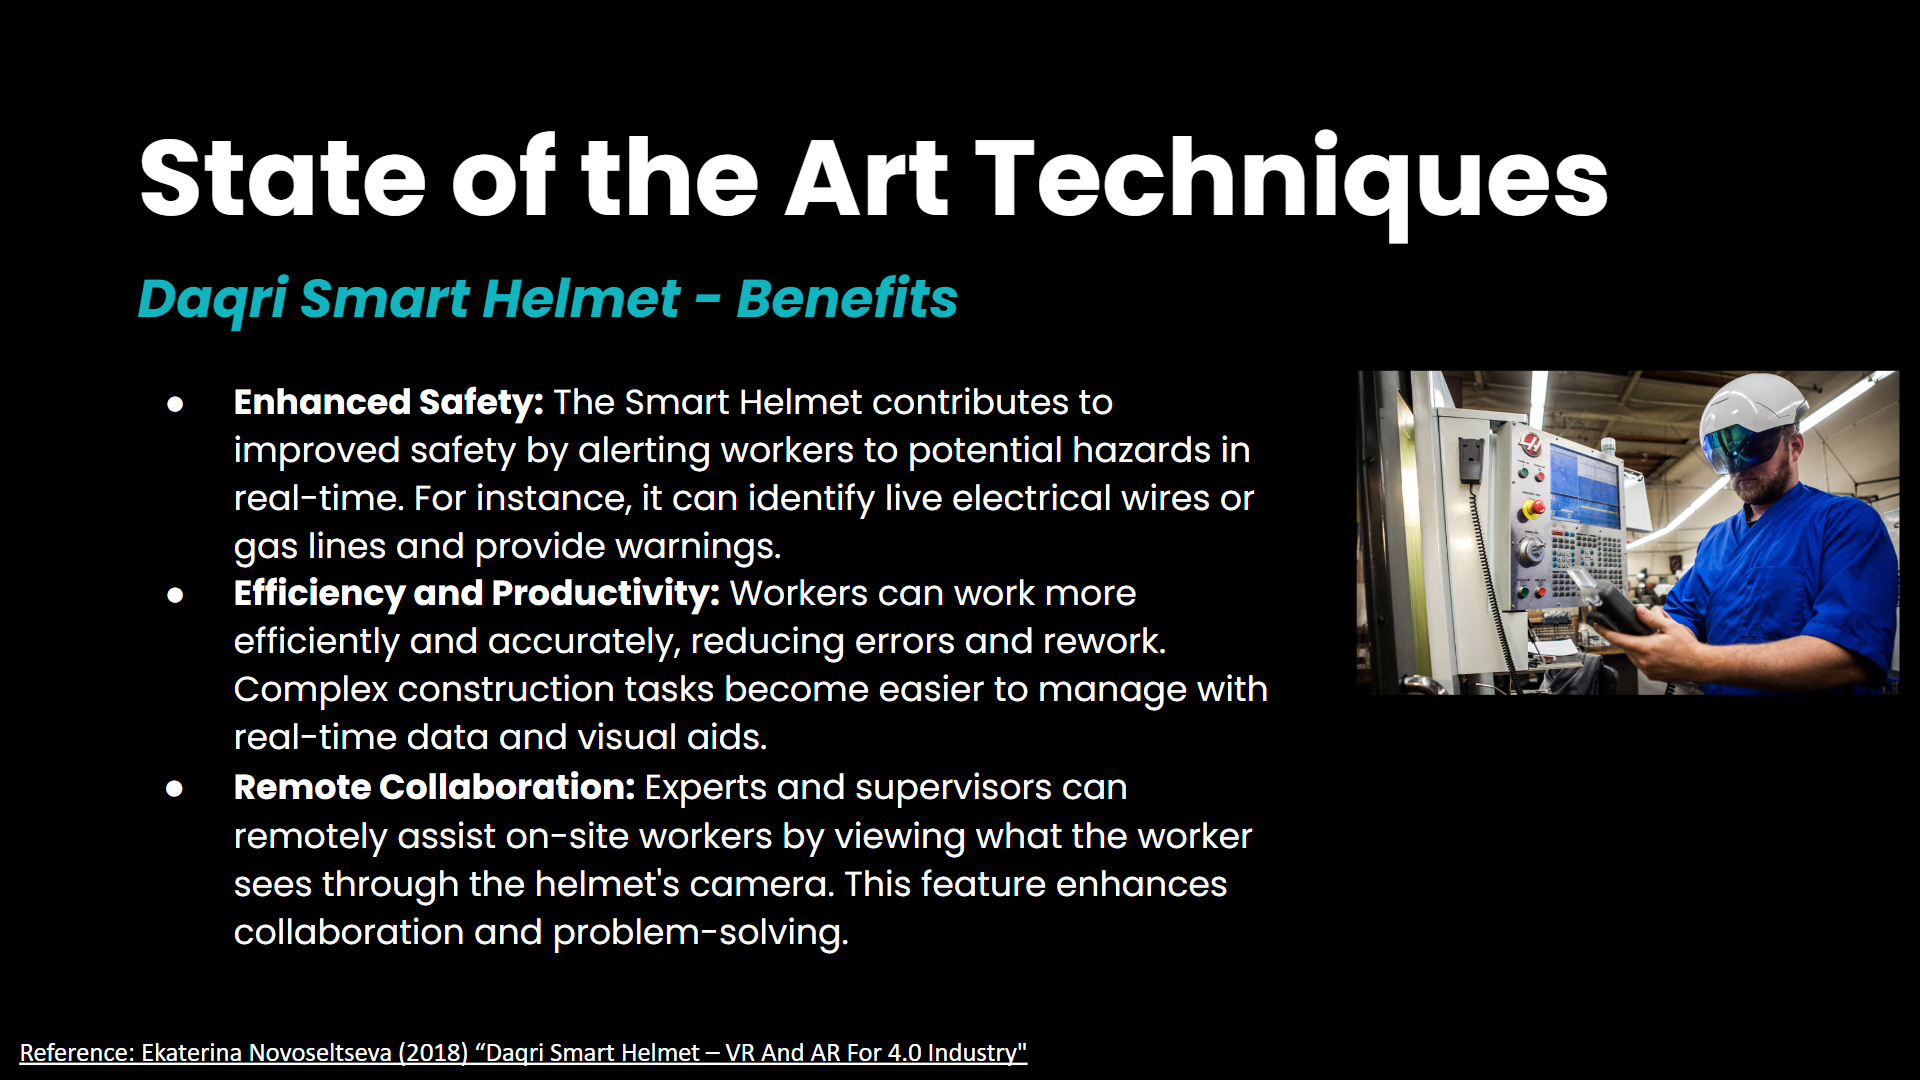 State of the Art Techniques
Daqri Smart Helmet - Benefits
● Enhanced Safety: The Smart Helmet contributes to
improved safety by alerting workers to potential hazards in
real-time. For instance, it can identify live electrical wires or
gas lines and provide warnings.
● Efficiency and Productivity: Workers can work more
efficiently and accurately, reducing errors and rework.
Complex construction tasks become easier to manage with
real-time data and visual aids.
● Remote Collaboration: Experts and supervisors can
remotely assist on-site workers by viewing what the worker
sees through the helmet's camera. This feature enhances
collaboration and problem-solving.
Reference: Ekaterina Novoseltseva (2018) “Daqri Smart Helmet – VR And AR For 4.0 Industry"